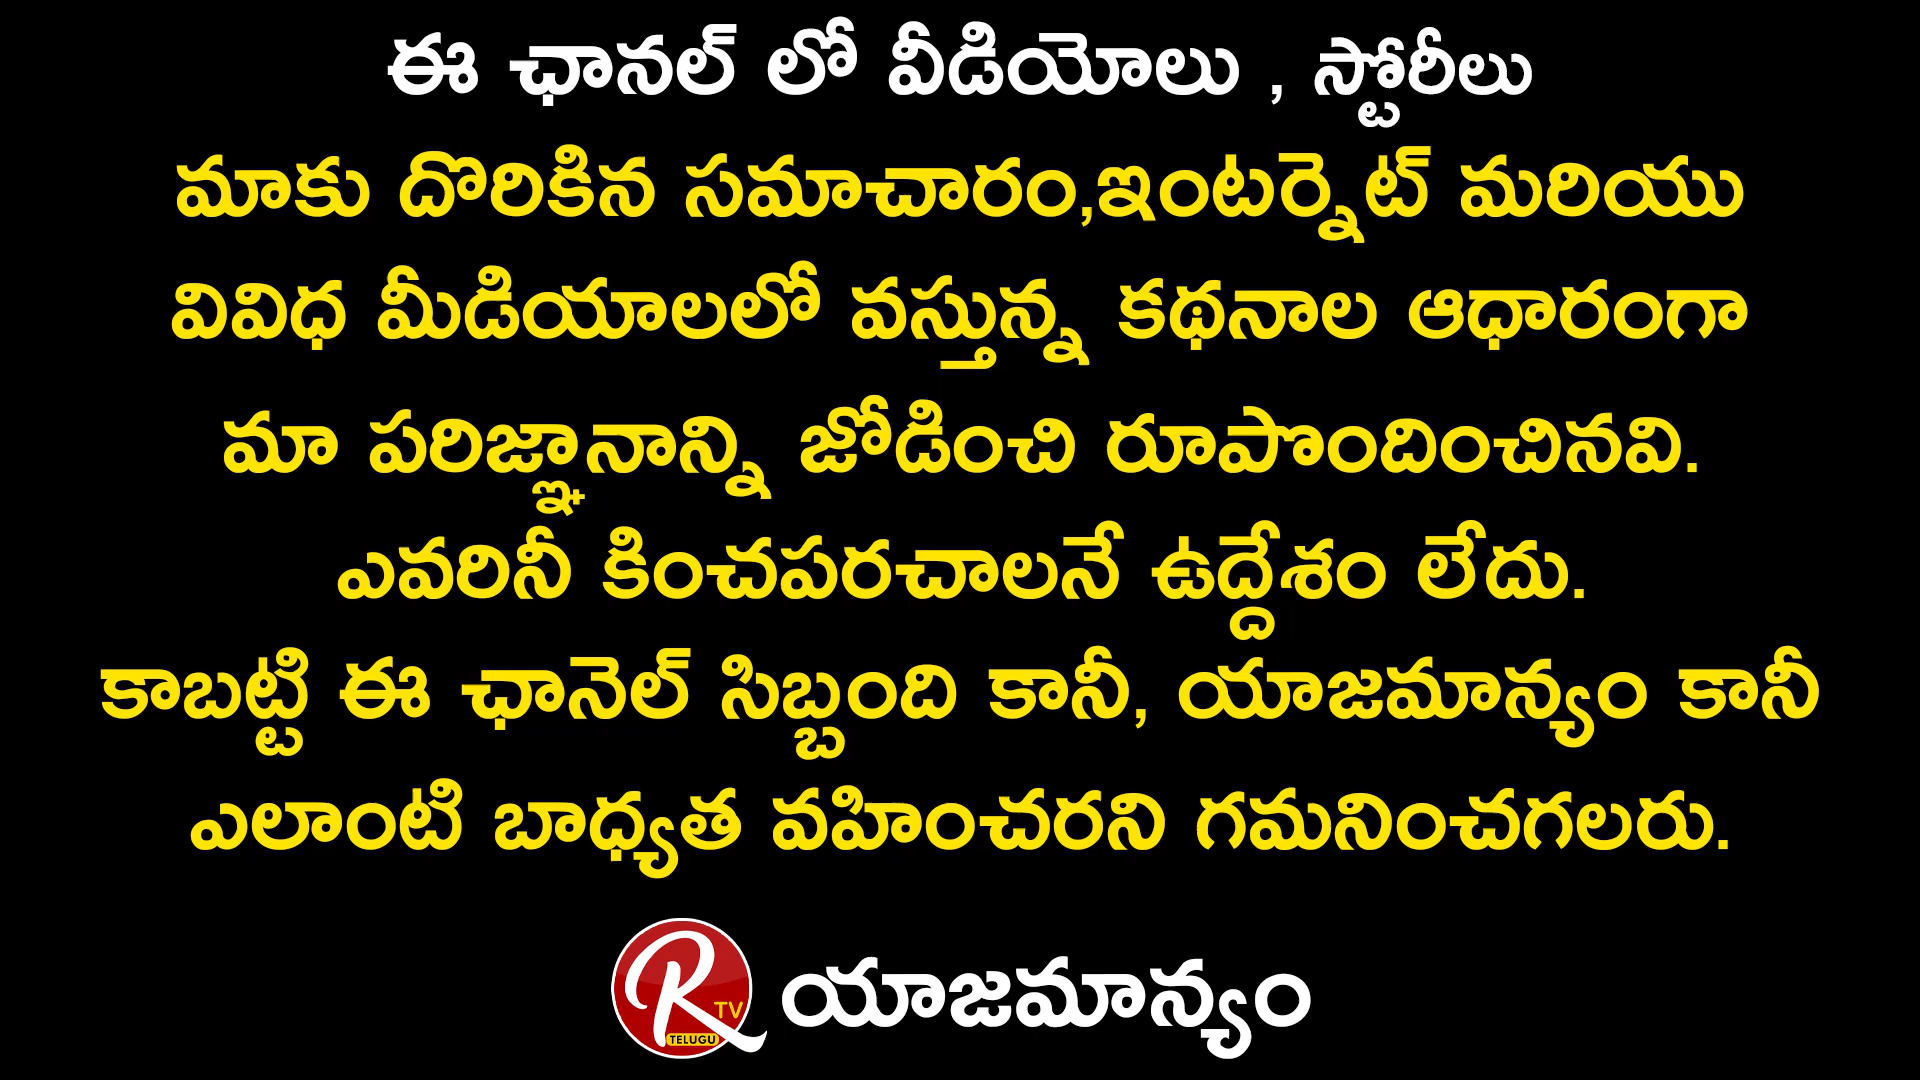 ఈ ఛానల్ లో వీడియోలు , స్టోరీలు
మాకు దొరికిన సమాచారం,ఇంటర్నెట్ మరియు
వివిధ మీడియాలలో వస్తున్న కథనాల ఆధారంగా
మా పరిజ్ఞానాన్ని జోడించి రూపొందించినవి.
ఎవరినీ కించపరచాలనే ఉద్దేశం లేదు.
కాబట్టి ఈ ఛానెల్ సిబ్బంది కానీ, యాజమాన్యం కానీ
ఎలాంటి బాధ్యత వహించరని గమనించగలరు.
R TV TELUGU యాజమాన్యం